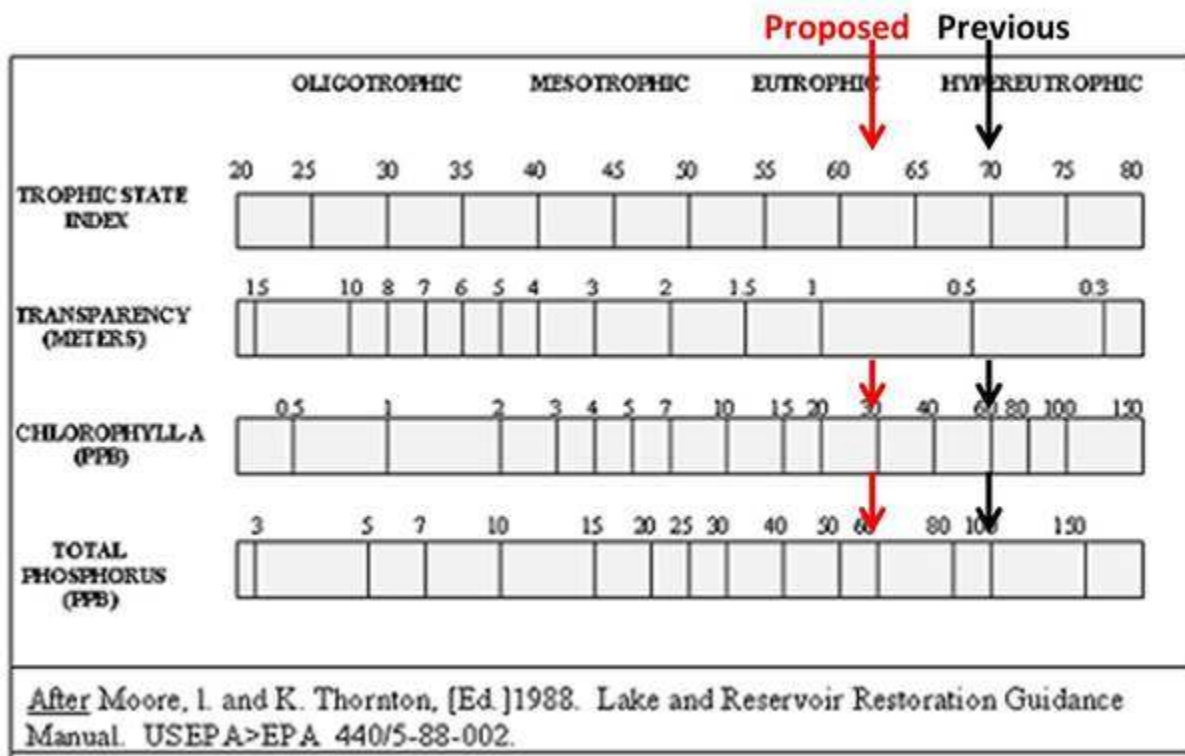 Proposed Previous
OLIGOTROPHIC MESOTROPHIC EUTROPHIC HYPEREUTROPHIC
20 25 30 35 40 45 50 55 60 65 70 75 80
TROPHIC STATE
INDEX
15 10 8 7 6 5 4 3 2 1.5 1 0.5 0.3
TRANSPARENCY
(METERS)
0.5 1 2 3 4 5 7 10 15 20 30 40 60 80 100 150
CHLOROPHYLL-A
(PPB)
3 5 7 10 15 20 25 30 40 50 60 80 100 150
TOTAL
PHOSPHORUS
(PPB)
After Moore, l. and K. Thornton, [Ed.]1988. Lake and Reservoir Restoration Guidance
Manual. USEPA>EPA 440/5-88-002.